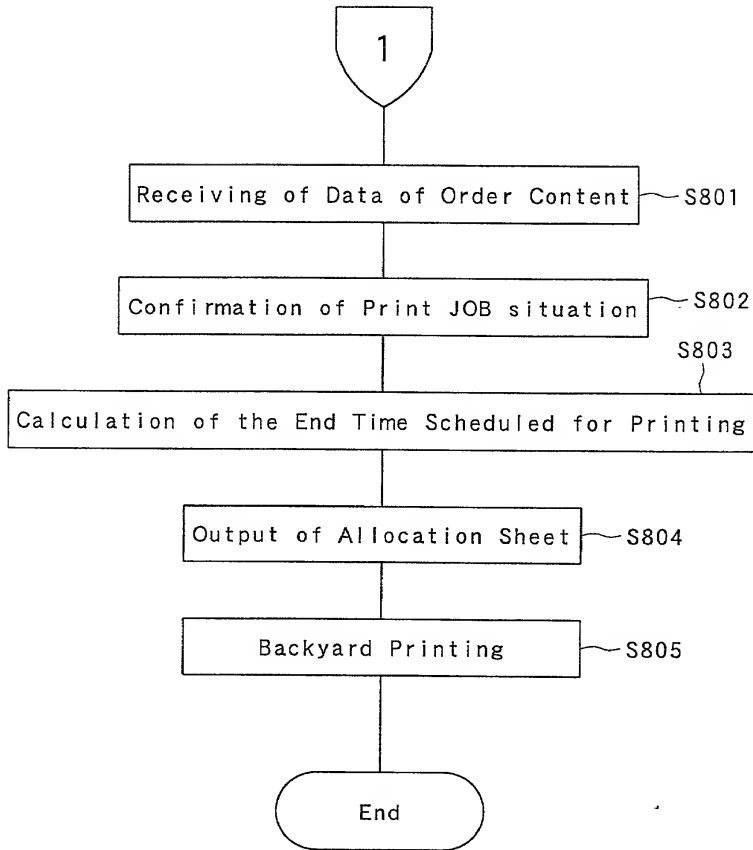 1
Receiving of Data of Order Content S801
Confirmation of Print JOB situation S802
S803
Calculation of the End Time Scheduled for Printing
Output of Allocation Sheet S804
Backyard Printing S805
End